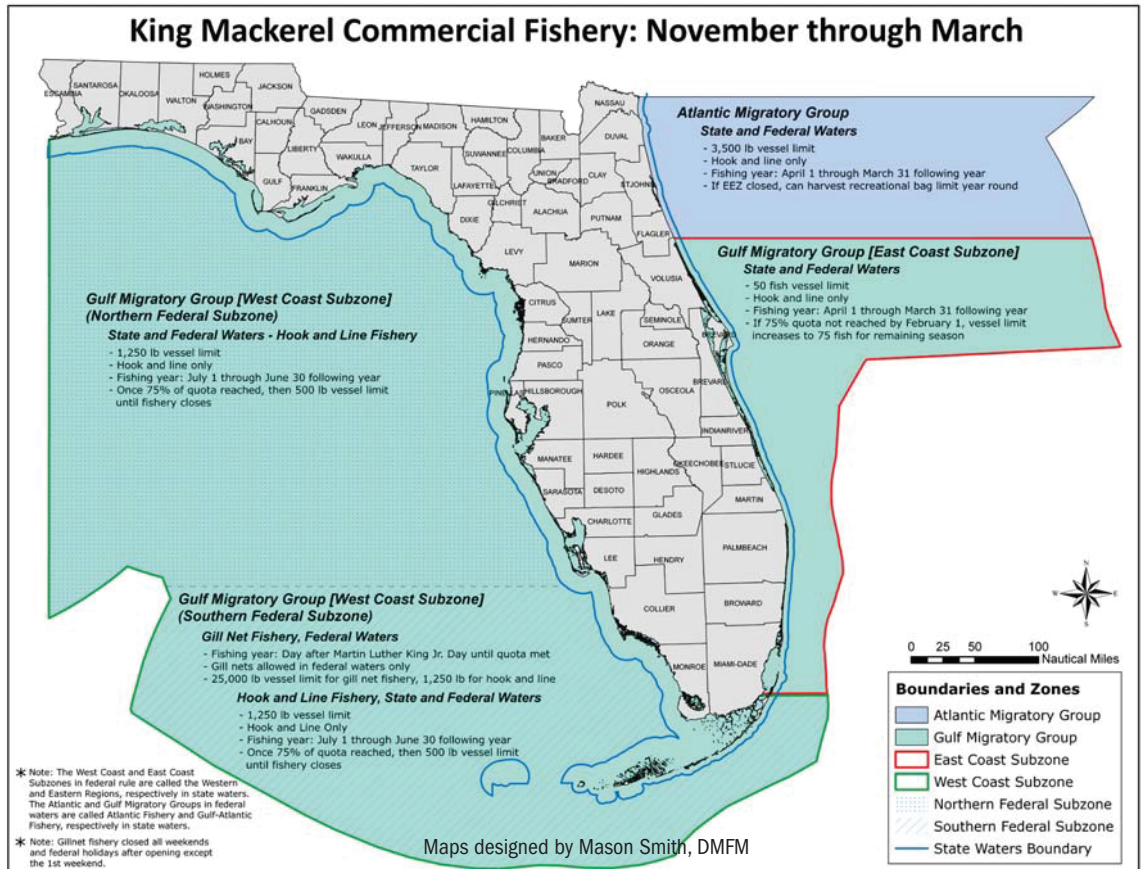 King Mackerel Commercial Fishery: November through March
ESCAMBIA
SANTAROSA
OKALOOSA
WALTON
HOLMES
WASHINGTON
JACKSON
BAY
CALHOUN
GULF
GADSDEN
LIBERTY
FRANKLIN
LEON
WAKULLA
JEFFERSON
MADISON
TAYLOR
HAMILTON
SUWANNEE
LAFAYETTE
DIXIE
COLUMBIA
GILCHRIST
BAKER
UNION
BRADFORD
ALACHUA
LEVY
NASSAU
DUVAL
CLAY
STJOHNS
PUTNAM
FLAGLER
MARION
VOLUSIA
CITRUS
SUMTER
LAKE
SEMINOLE
HERNANDO
ORANGE
PASCO
BREVARD
BREVARD
OSCEOLA
PINELLAS
HILLSBOROUGH
POLK
INDIANRIVER
MANATEE
HARDEE
HIGHLANDS
OKEECHOBEE
STLUCIE
SARASOTA
DESOTO
MARTIN
CHARLOTTE
GLADES
LEE
HENDRY
PALMBEACH
COLLIER
BROWARD
MONROE
MIAMI-DADE
Atlantic Migratory Group
State and Federal Waters
- 3,500 lb vessel limit
- Hook and line only
- Fishing year: April 1 through March 31 following year
- If EEZ closed, can harvest recreational bag limit year round
Gulf Migratory Group [East Coast Subzone]
State and Federal Waters
- 50 fish vessel limit
- Hook and line only
- Fishing year: April 1 through March 31 following year
- If 75% quota not reached by February 1, vessel limit
increases to 75 fish for remaining season
Gulf Migratory Group [West Coast Subzone]
(Northern Federal Subzone)
State and Federal Waters - Hook and Line Fishery
- 1,250 lb vessel limit
- Hook and line only
- Fishing year: July 1 through June 30 following year
- Once 75% of quota reached, then 500 lb vessel limit
until fishery closes
Gulf Migratory Group [West Coast Subzone]
(Southern Federal Subzone)
Gill Net Fishery, Federal Waters
- Fishing year: Day after Martin Luther King Jr. Day until quota met
- Gill nets allowed in federal waters only
- 25,000 lb vessel limit for gill net fishery, 1,250 lb for hook and line
Hook and Line Fishery, State and Federal Waters
- 1,250 lb vessel limit
- Hook and Line Only
- Fishing year: July 1 through June 30 following year
- Once 75% of quota reached, then 500 lb vessel limit
until fishery closes
N
W E
S
0 25 50 100
Nautical Miles
Boundaries and Zones
Atlantic Migratory Group
Gulf Migratory Group
East Coast Subzone
West Coast Subzone
Northern Federal Subzone
Southern Federal Subzone
State Waters Boundary
* Note: The West Coast and East Coast
Subzones in federal rule are called the Western
and Eastern Regions, respectively in state waters.
The Atlantic and Gulf Migratory Groups in federal
waters are called Atlantic Fishery and Gulf-Atlantic
Fishery, respectively in state waters.
* Note: Gillnet fishery closed all weekends
and federal holidays after opening except
the 1st weekend.
Maps designed by Mason Smith, DMFM